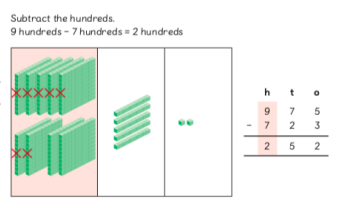 Subtract the hundreds.
9 hundreds − 7 hundreds = 2 hundreds
h t o
9 7 5
− 7 2 3
2 5 2